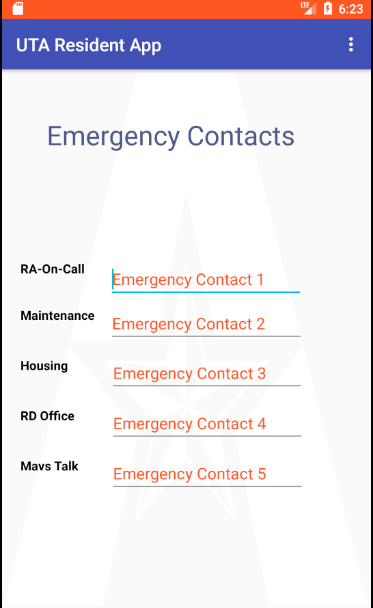 LTE 6:23
UTA Resident App
Emergency Contacts
RA-On-Call
Emergency Contact 1
Maintenance
Emergency Contact 2
Housing
Emergency Contact 3
RD Office
Emergency Contact 4
Mavs Talk
Emergency Contact 5